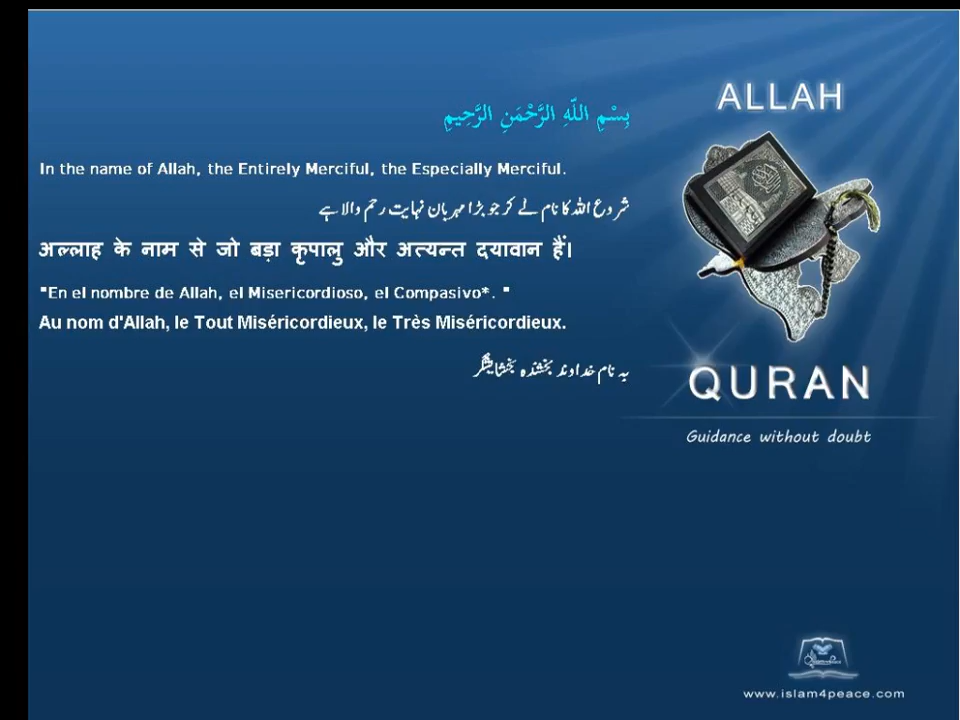 بِسْمِ اللَّهِ الرَّحْمَنِ الرَّحِيمِ
In the name of Allah, the Entirely Merciful, the Especially Merciful.
شروع اللہ کا نام لے کر جو بڑا مہربان نہایت رحم والا ہے
अल्लाह के नाम से जो बड़ा कृपालु और अत्यन्त दयावान हैं।
"En el nombre de Allah, el Misericordioso, el Compasivo*. "
Au nom d'Allah, le Tout Miséricordieux, le Très Miséricordieux.
به نام خداوند بخشنده بخشایشگر
ALLAH
QURAN
Guidance without doubt
www.islam4peace.com